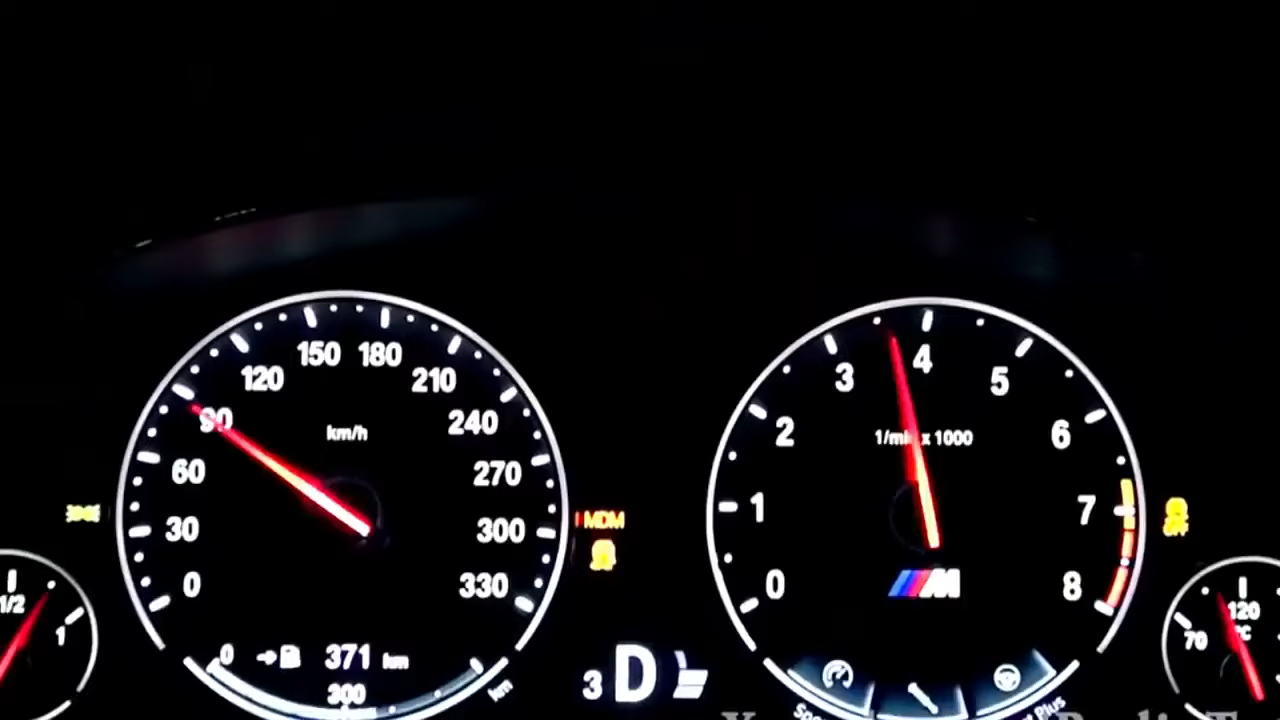 150 180
120 210
90 240
km/h
60 270
30 300
0 330
0 371 km
300
km
3 4 5
2 6
1/min x 1000
1 7
0 8
M
MDM
OFF
3 D
1/2
1
70 120
°C